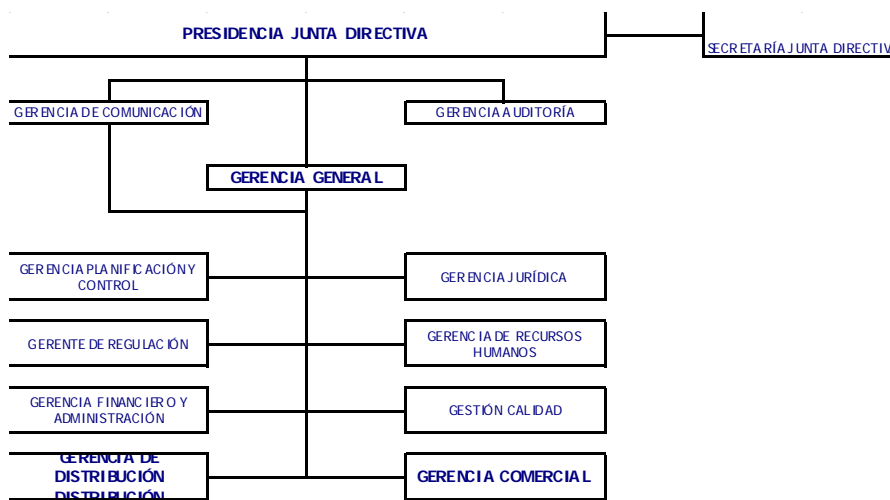 PRESIDENCIA JUNTA DIRECTIVA
SECRETARÍA JUNTA DIRECTIV
GERENCIA DE COMUNICACIÓN
GERENCIA AUDITORÍA
GERENCIA GENERAL
GERENCIA PLANIFICACIÓN Y
CONTROL
GERENCIA JURÍDICA
GERENTE DE REGULACIÓN
GERENCIA DE RECURSOS
HUMANOS
GERENCIA FINANCIERO Y
ADMINISTRACIÓN
GESTIÓN CALIDAD
GERENCIA DE
DISTRIBUCIÓN
DISTRIBUCIÓN
GERENCIA COMERCIAL